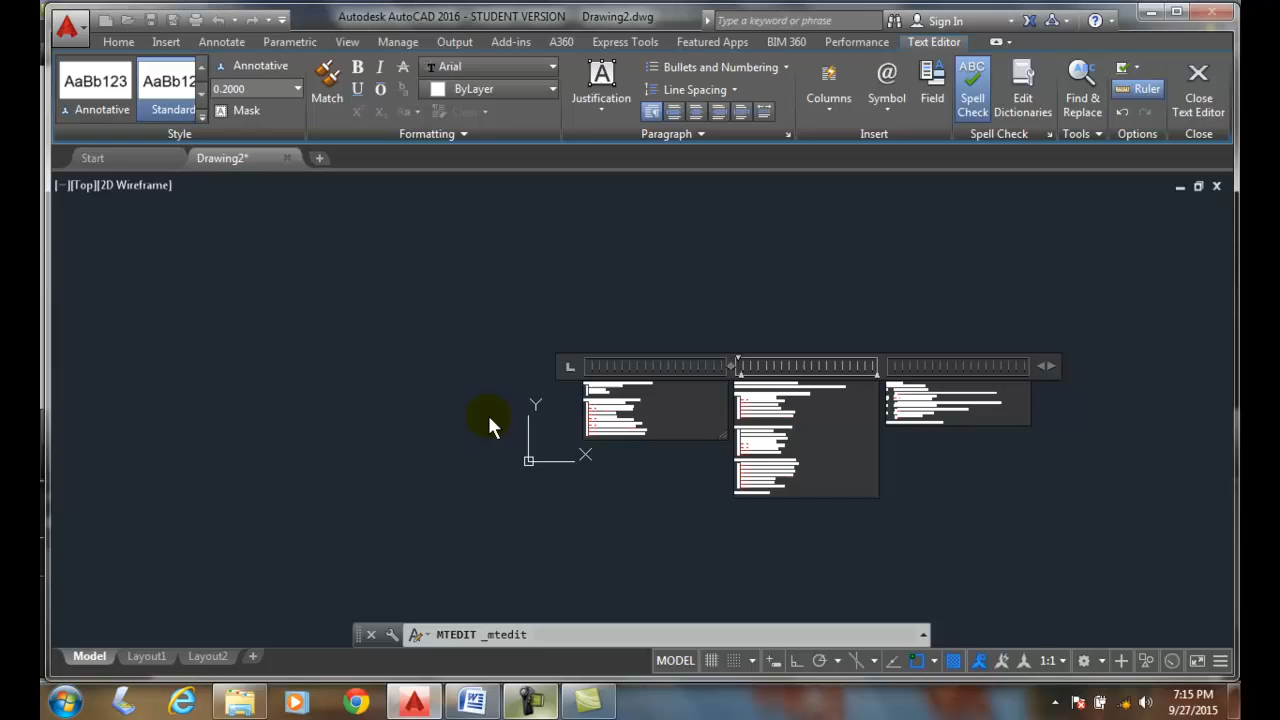 Autodesk AutoCAD 2016 - STUDENT VERSION Drawing2.dwg
Type a keyword or phrase
Sign In
Home Insert Annotate Parametric View Manage Output Add-ins A360 Express Tools Featured Apps BIM 360 Performance Text Editor
AaBb123 AaBb12
Annotative Standard
Annotative
0.2000
Mask
Style
Match
B I A
U O
Arial
ByLayer
Clear
Formatting
A
Justification
Bullets and Numbering
Line Spacing
Paragraph
Columns
@
Symbol
Field
Insert
ABC
Spell Check
Edit Dictionaries
Spell Check
Find & Replace
Tools
Ruler
Options
Close Text Editor
Close
Start Drawing2*
[−][Top][2D Wireframe]
Y
X
MTEDIT _mtedit
Model Layout1 Layout2
MODEL
1:1
7:15 PM
9/27/2015